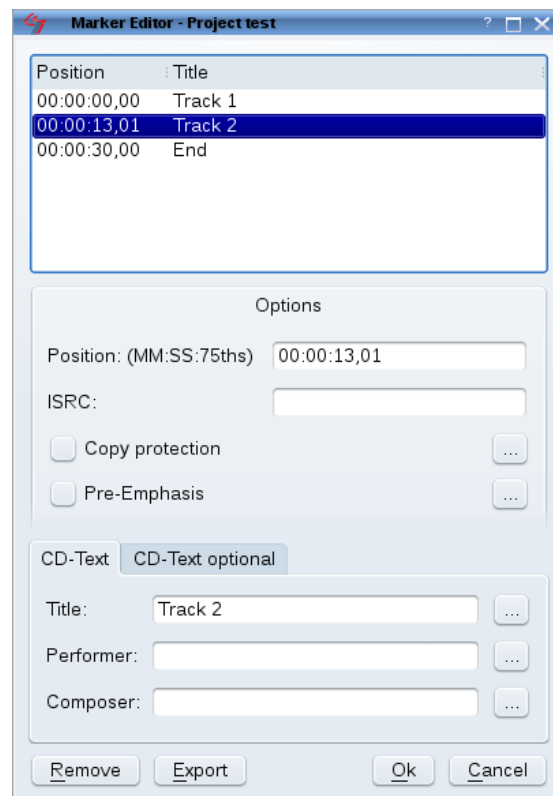 Marker Editor - Project test ?
Position Title
00:00:00,00 Track 1
00:00:13,01 Track 2
00:00:30,00 End
Options
Position: (MM:SS:75ths) 00:00:13,01
ISRC:
Copy protection ...
Pre-Emphasis ...
CD-Text CD-Text optional
Title: Track 2 ...
Performer: ...
Composer: ...
Remove Export Ok Cancel